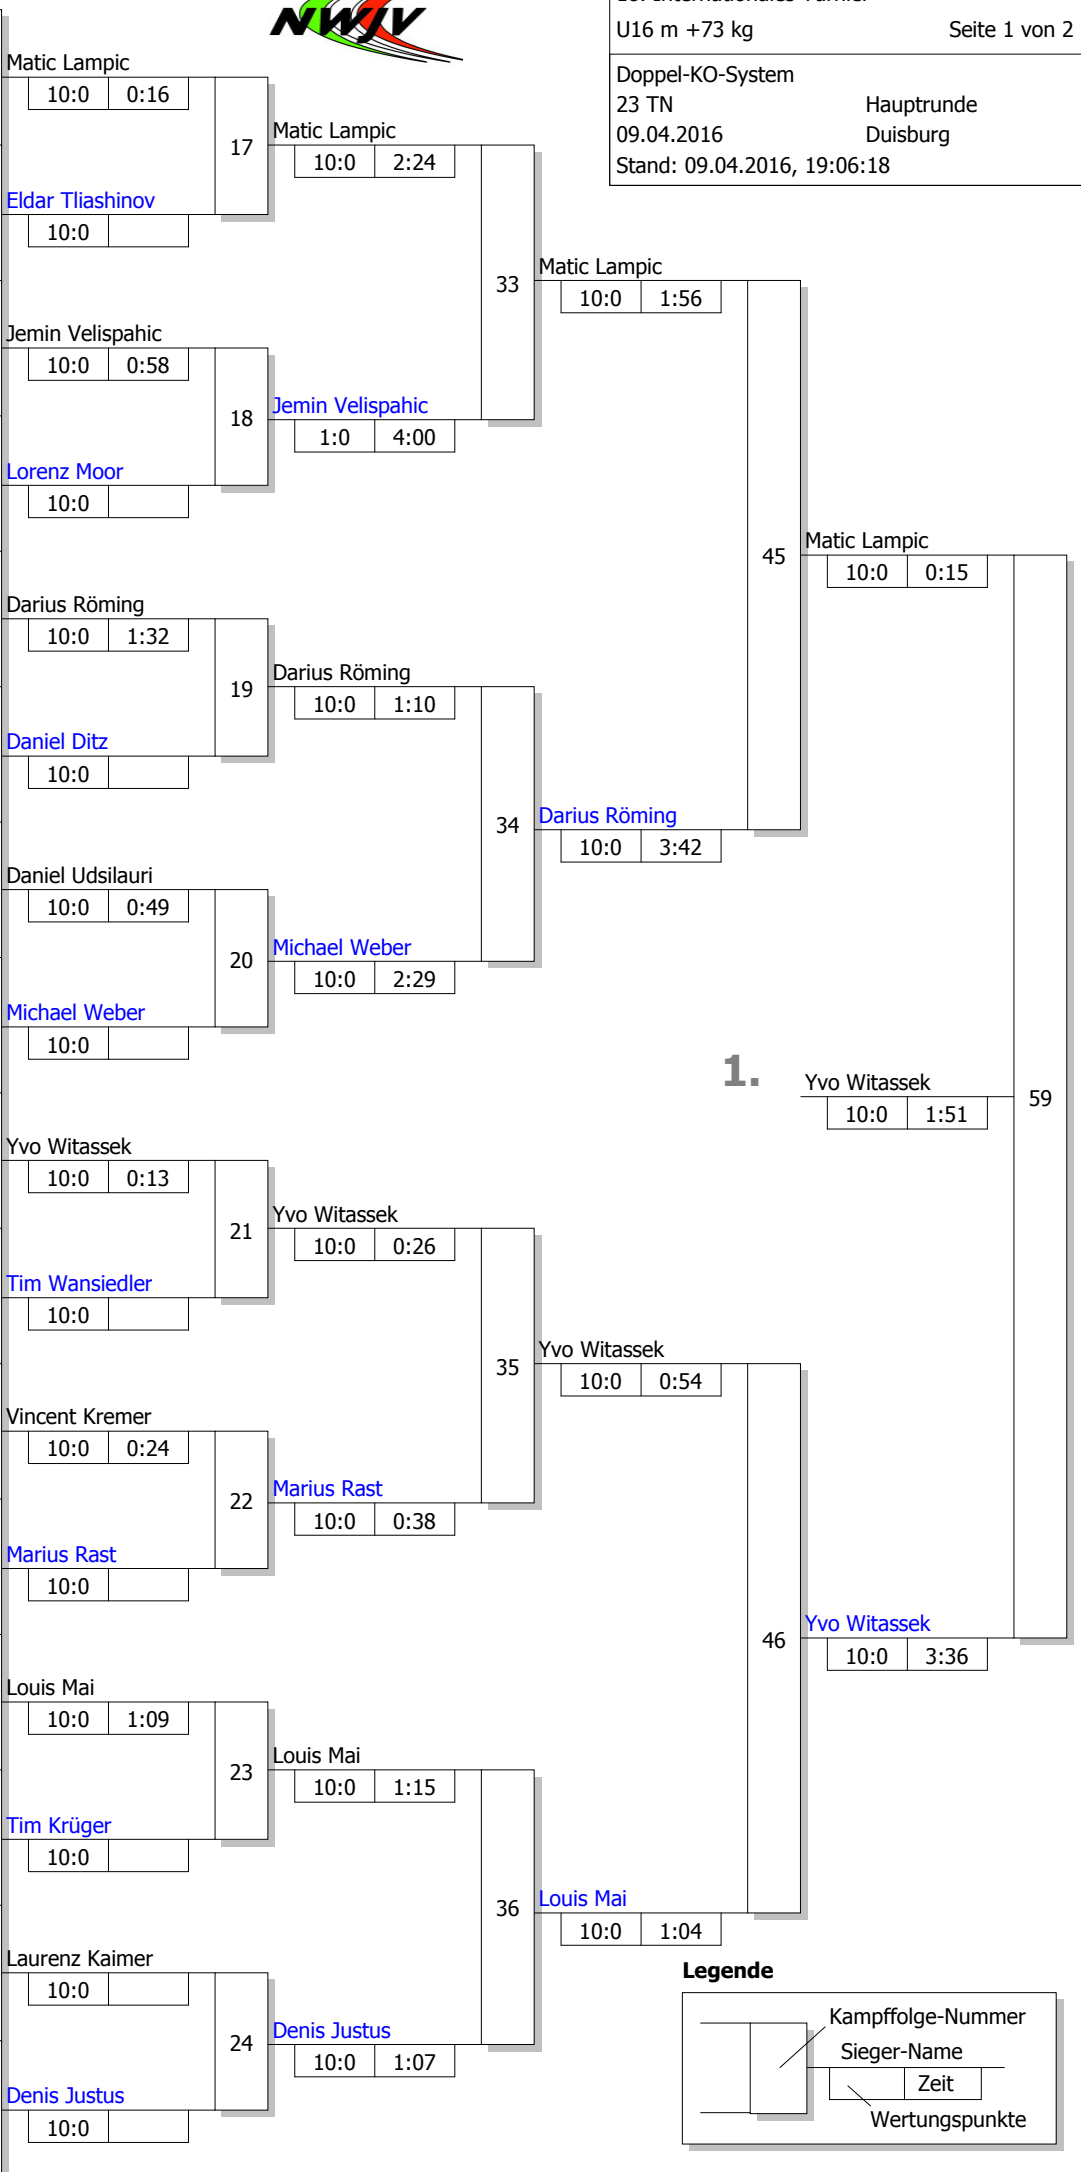 NWJV
U16 m +73 kg Seite 1 von 2
Doppel-KO-System
23 TN Hauptrunde
09.04.2016 Duisburg
Stand: 09.04.2016, 19:06:18
Matic Lampic
10:0 0:16
17
Eldar Tliashinov
10:0
Jemin Velispahic
10:0 0:58
18
Lorenz Moor
10:0
Darius Röming
10:0 1:32
19
Daniel Ditz
10:0
Daniel Udsilauri
10:0 0:49
20
Michael Weber
10:0
Yvo Witassek
10:0 0:13
21
Tim Wansiedler
10:0
Vincent Kremer
10:0 0:24
22
Marius Rast
10:0
Louis Mai
10:0 1:09
23
Tim Krüger
10:0
Laurenz Kaimer
10:0
24
Denis Justus
10:0
Matic Lampic
10:0 2:24
33
Jemin Velispahic
1:0 4:00
Darius Röming
10:0 1:10
34
Michael Weber
10:0 2:29
Yvo Witassek
10:0 0:26
35
Marius Rast
10:0 0:38
Louis Mai
10:0 1:15
36
Denis Justus
10:0 1:07
Matic Lampic
10:0 1:56
45
Darius Röming
10:0 3:42
Yvo Witassek
10:0 0:54
46
Louis Mai
10:0 1:04
Matic Lampic
10:0 0:15
1. Yvo Witassek
10:0 1:51
59
Yvo Witassek
10:0 3:36
Legende
Kampffolge-Nummer
Sieger-Name
Zeit
Wertungspunkte